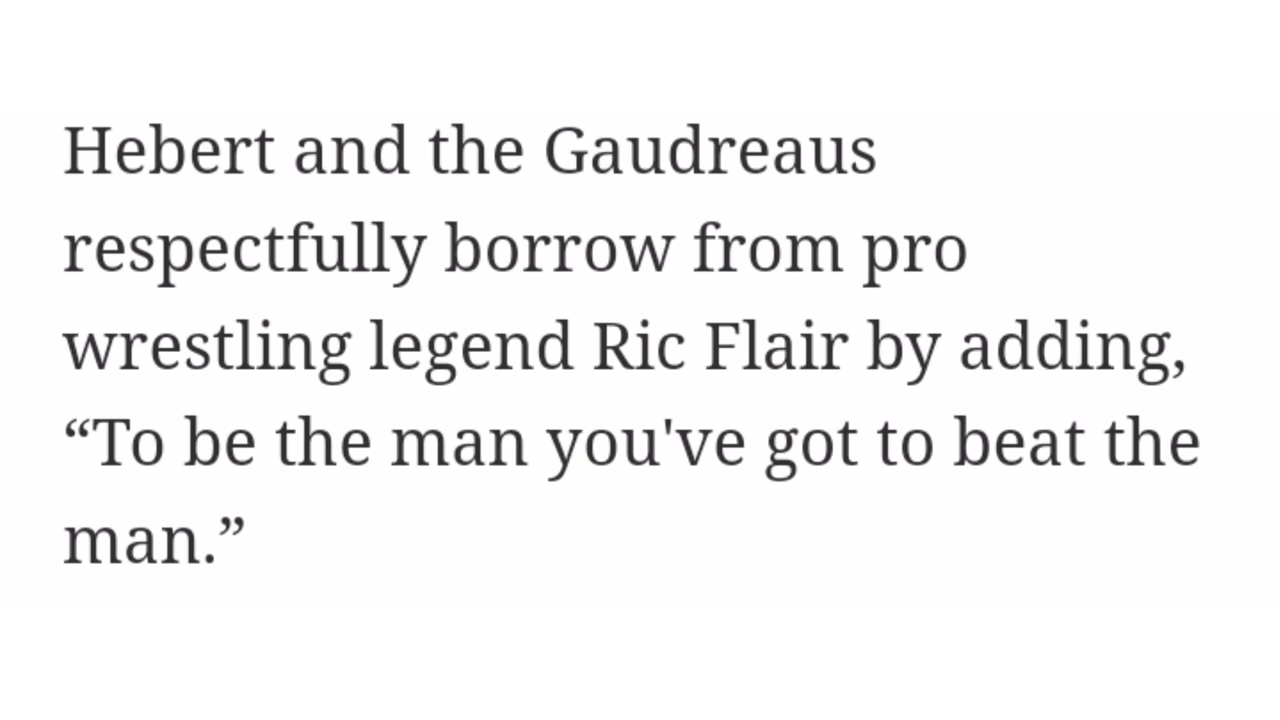 Hebert and the Gaudreaus
respectfully borrow from pro
wrestling legend Ric Flair by adding,
“To be the man you've got to beat the
man.”